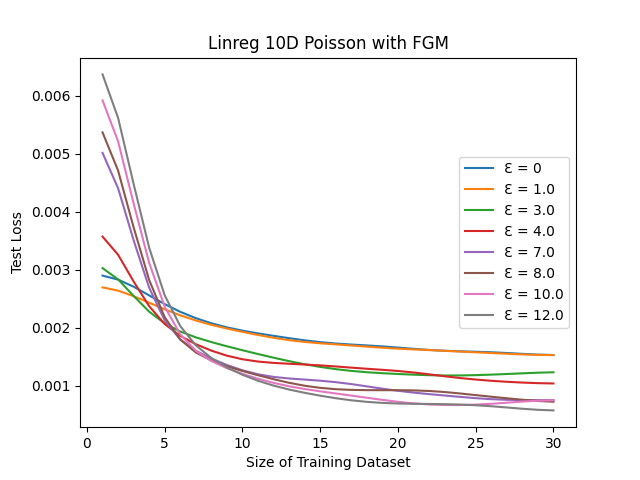 Linreg 10D Poisson with FGM
0.006
0.005
0.004
0.003
0.002
0.001
Test Loss
Ɛ = 0
Ɛ = 1.0
Ɛ = 3.0
Ɛ = 4.0
Ɛ = 7.0
Ɛ = 8.0
Ɛ = 10.0
Ɛ = 12.0
0 5 10 15 20 25 30
Size of Training Dataset